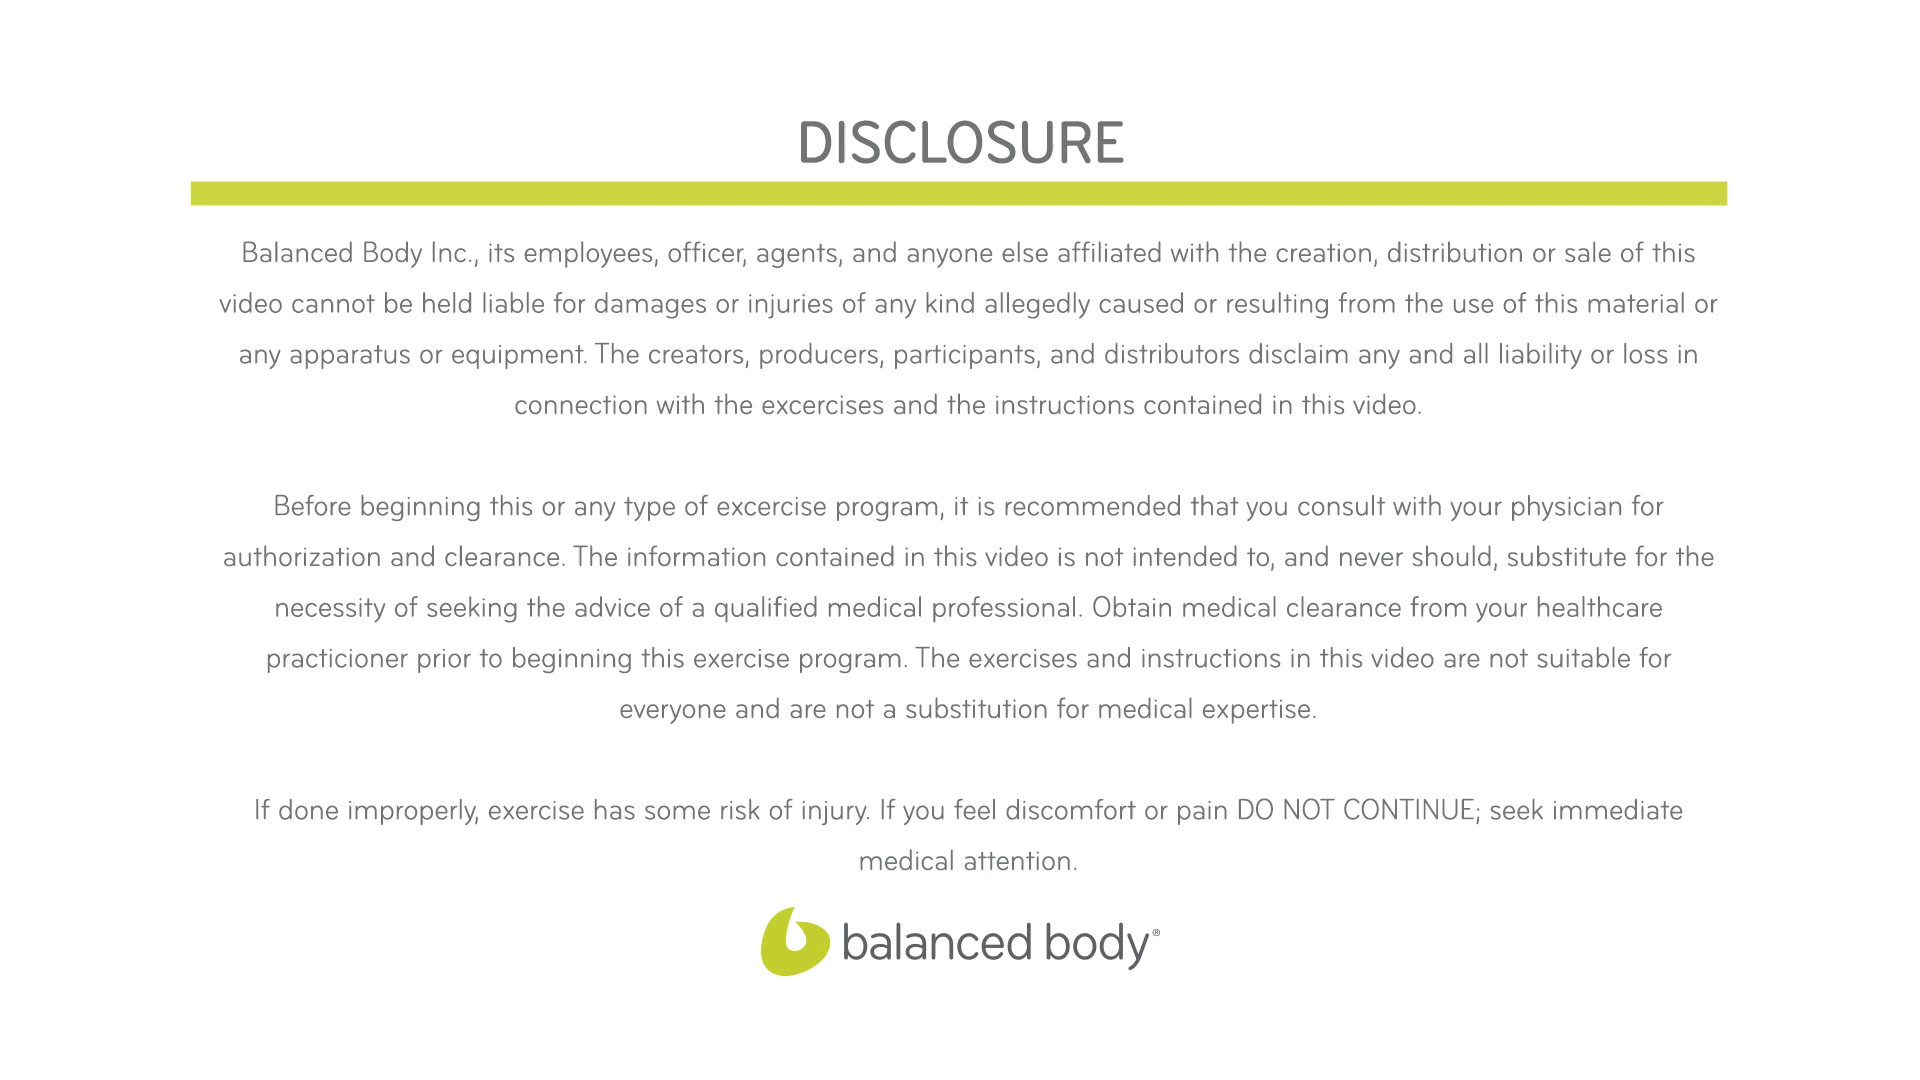 DISCLOSURE
Balanced Body Inc., its employees, officer, agents, and anyone else affiliated with the creation, distribution or sale of this
video cannot be held liable for damages or injuries of any kind allegedly caused or resulting from the use of this material or
any apparatus or equipment. The creators, producers, participants, and distributors disclaim any and all liability or loss in
connection with the excercises and the instructions contained in this video.
Before beginning this or any type of excercise program, it is recommended that you consult with your physician for
authorization and clearance. The information contained in this video is not intended to, and never should, substitute for the
necessity of seeking the advice of a qualified medical professional. Obtain medical clearance from your healthcare
practicioner prior to beginning this exercise program. The exercises and instructions in this video are not suitable for
everyone and are not a substitution for medical expertise.
If done improperly, exercise has some risk of injury. If you feel discomfort or pain DO NOT CONTINUE; seek immediate
medical attention.
balanced body®